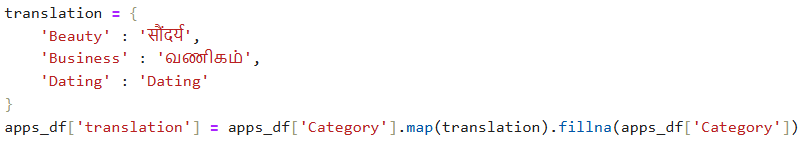 translation = {
    'Beauty' : 'सौंदर्य',
    'Business' : 'வணிகம்',
    'Dating' : 'Dating'
}
apps_df['translation'] = apps_df['Category'].map(translation).fillna(apps_df['Category'])